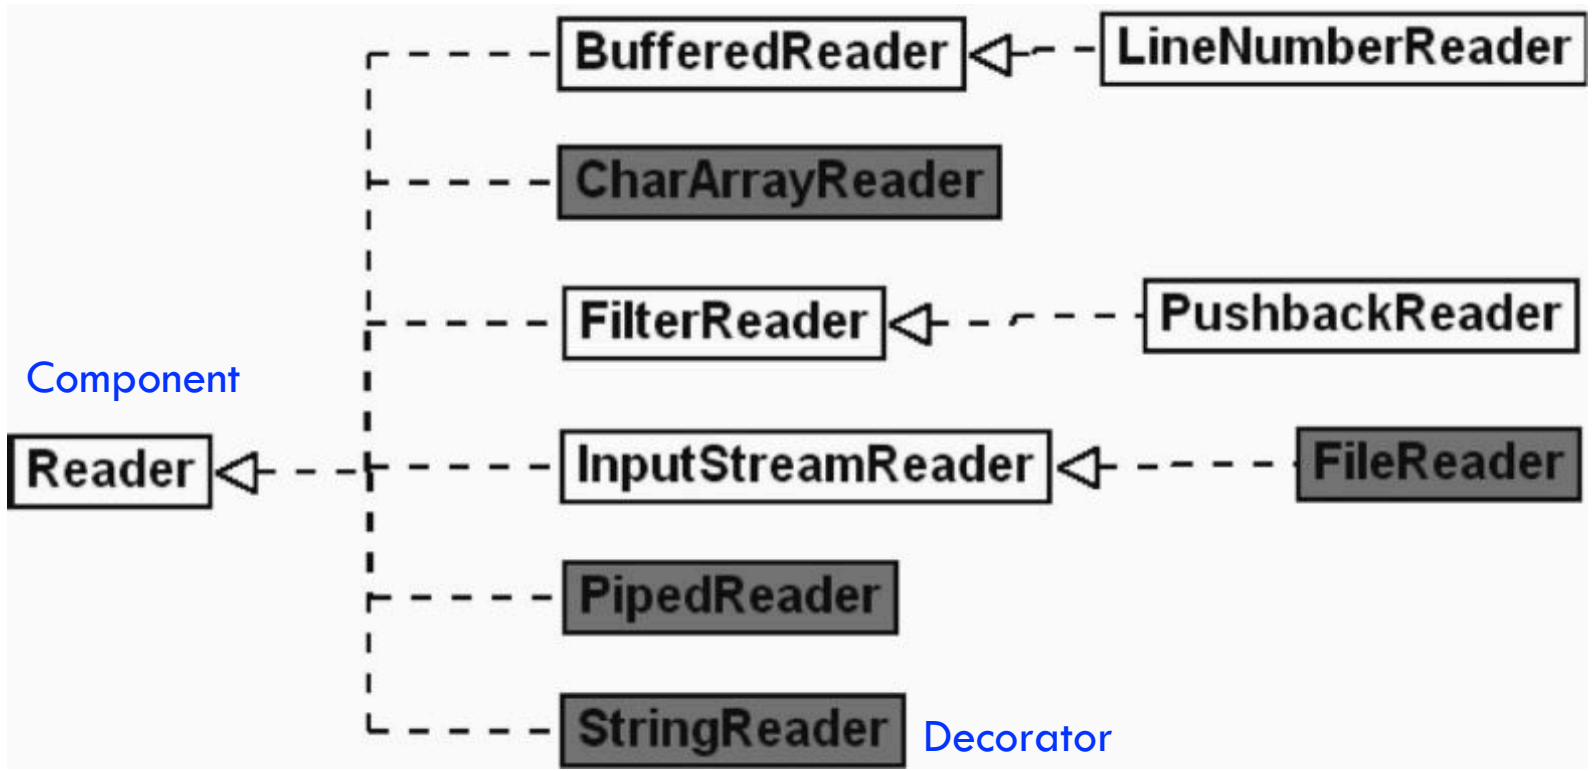 BufferedReader
LineNumberReader
CharArrayReader
FilterReader
PushbackReader
Component
Reader
InputStreamReader
FileReader
PipedReader
StringReader
Decorator